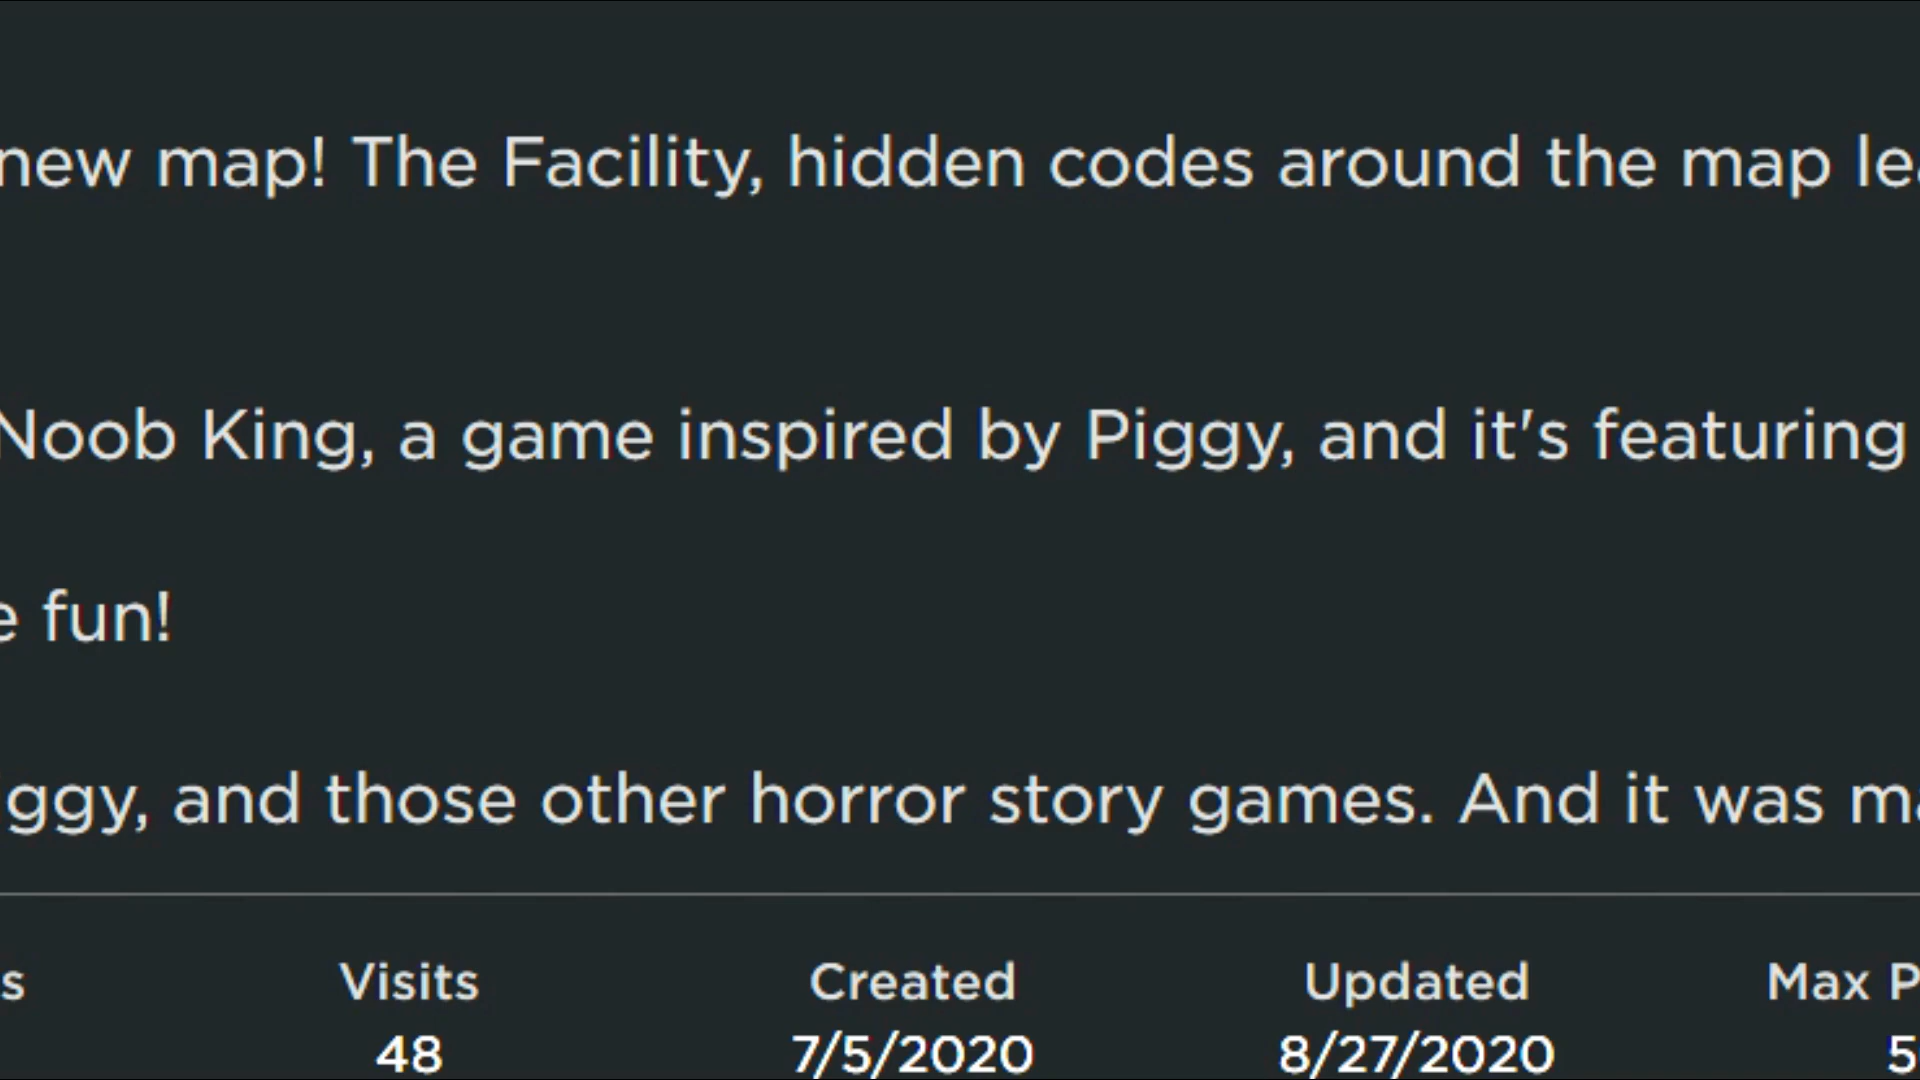 new map! The Facility, hidden codes around the map
Noob King, a game inspired by Piggy, and it's featuring
fun!
and those other horror story games. And it was
Visits Created Updated Max
48 7/5/2020 8/27/2020 5